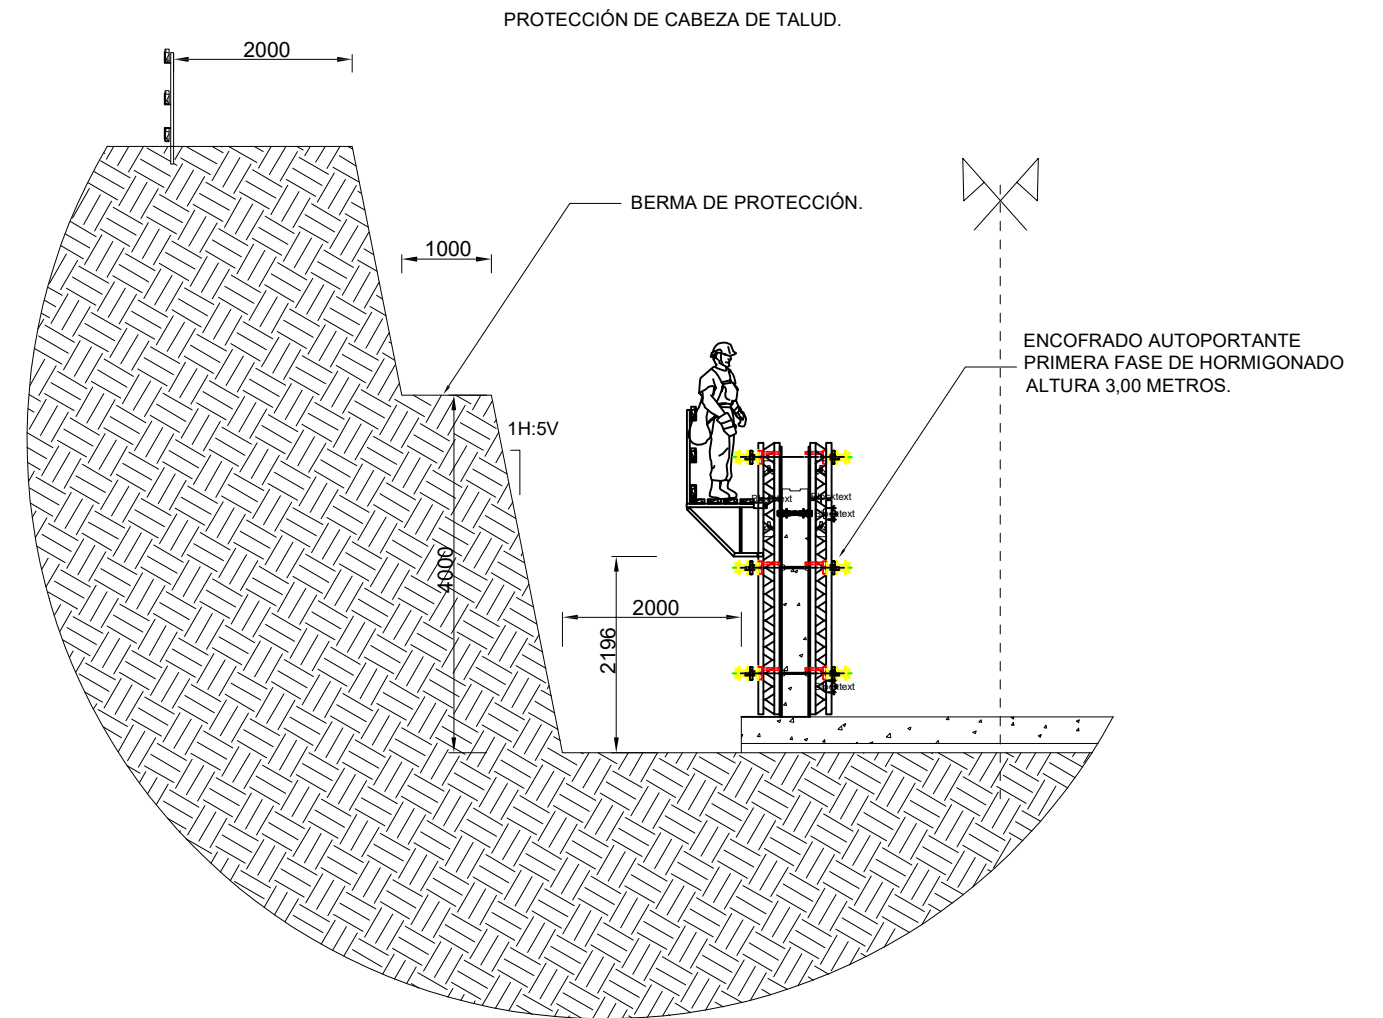 PROTECCIÓN DE CABEZA DE TALUD.
2000
BERMA DE PROTECCIÓN.
1000
ENCOFRADO AUTOPORTANTE
PRIMERA FASE DE HORMIGONADO
ALTURA 3,00 METROS.
1H:5V
4000
2000
2196